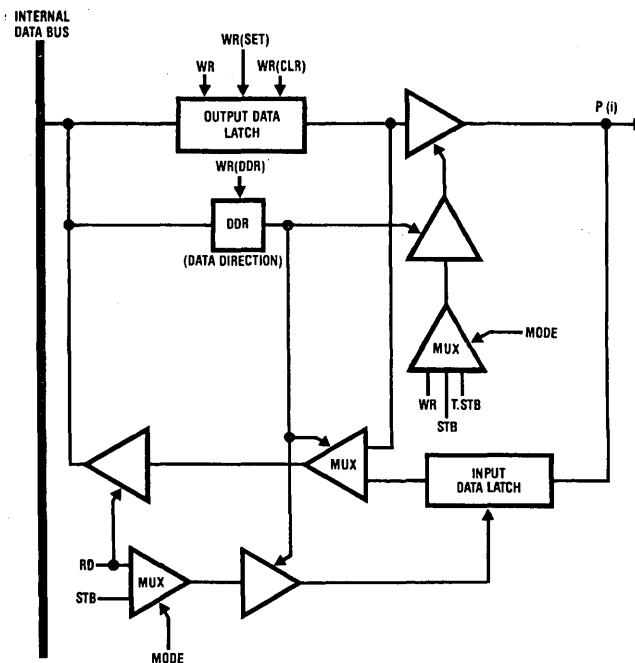 INTERNAL
DATA BUS
WR(SET)
WR
WR(CLR)
P (i)
OUTPUT DATA
LATCH
WR(DDR)
DDR
(DATA DIRECTION)
MODE
MUX
WR
T.STB
STB
MUX
INPUT
DATA LATCH
RD
MUX
STB
MODE